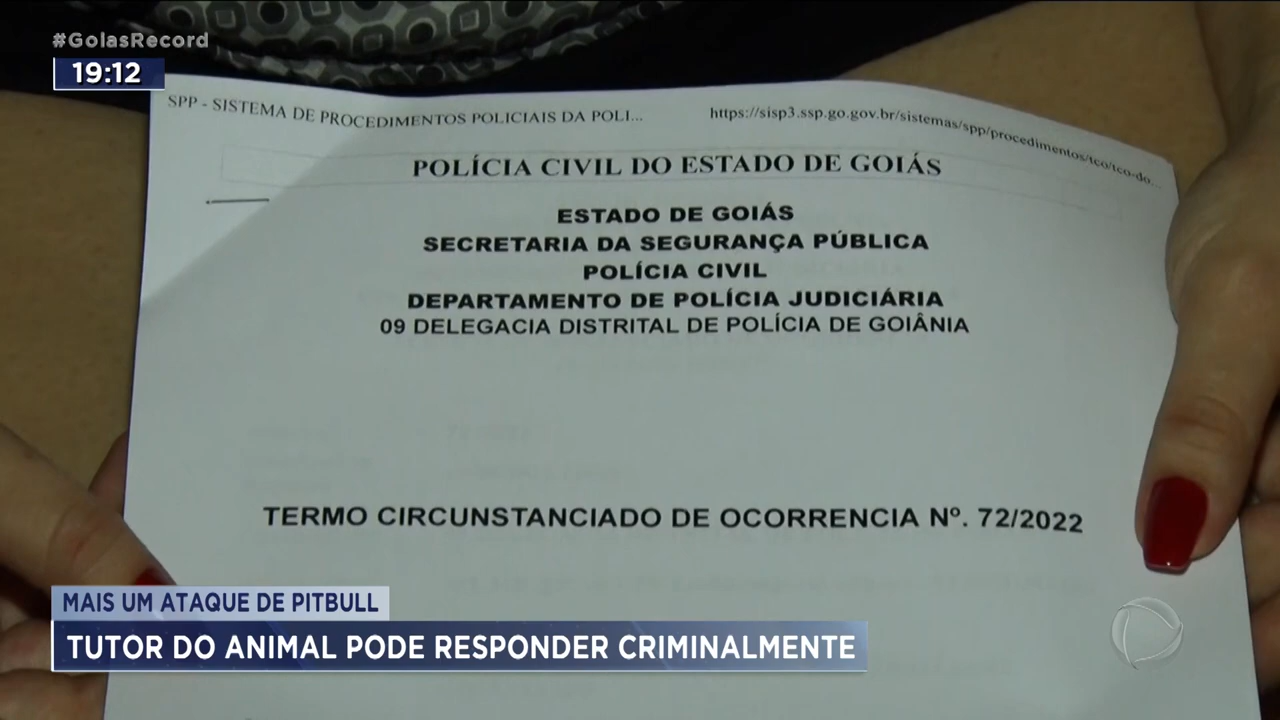 #GoiasRecord
19:12
SPP - SISTEMA DE PROCEDIMENTOS POLICIAIS DA POLI...
https://sisp3.ssp.go.gov.br/sistemas/spp/procedimentos/tco/tco-do...
POLÍCIA CIVIL DO ESTADO DE GOIÁS
ESTADO DE GOIÁS
SECRETARIA DA SEGURANÇA PÚBLICA
POLÍCIA CIVIL
DEPARTAMENTO DE POLÍCIA JUDICIÁRIA
09 DELEGACIA DISTRITAL DE POLÍCIA DE GOIÂNIA
TERMO CIRCUNSTANCIADO DE OCORRENCIA Nº. 72/2022
MAIS UM ATAQUE DE PITBULL
TUTOR DO ANIMAL PODE RESPONDER CRIMINALMENTE